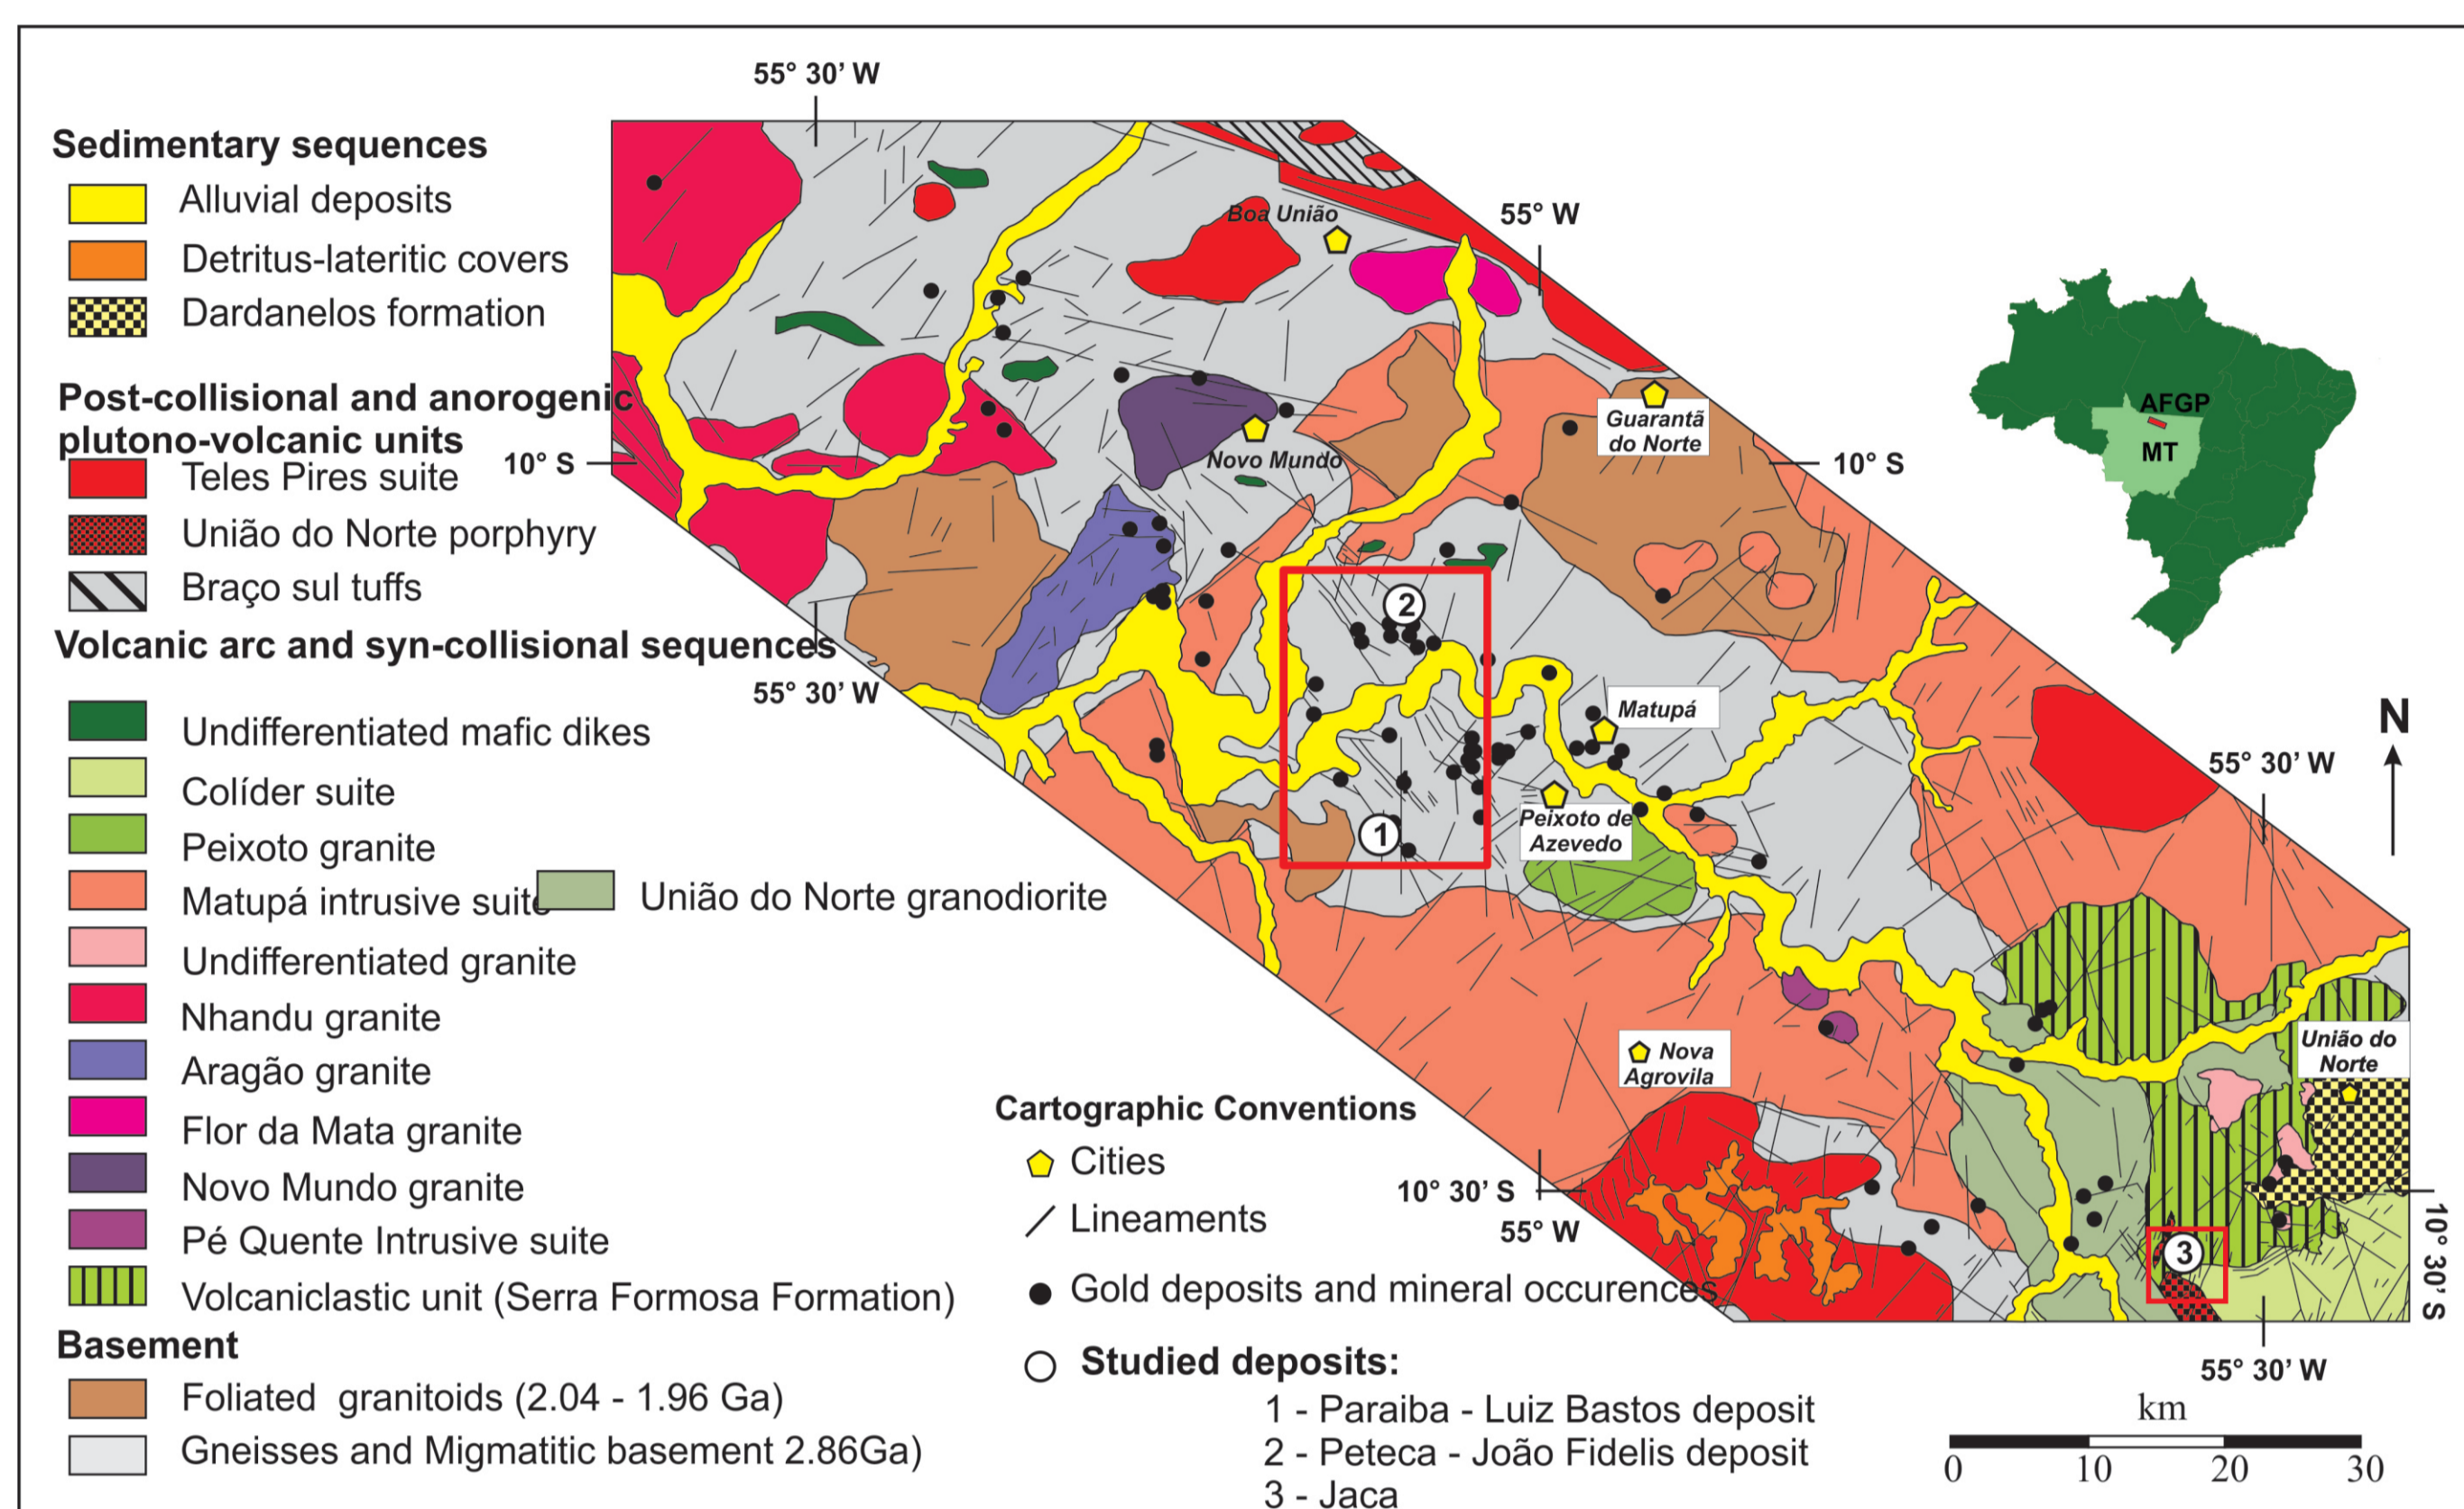 55° 30’ W
Sedimentary sequences
Alluvial deposits
Detritus-lateritic covers
Dardanelos formation
Post-collisional and anorogenic
plutono-volcanic units
Teles Pires suite
União do Norte porphyry
Braço sul tuffs
Volcanic arc and syn-collisional sequences
Undifferentiated mafic dikes
Colíder suite
Peixoto granite
Matupá intrusive suite
União do Norte granodiorite
Undifferentiated granite
Nhandu granite
Aragão granite
Flor da Mata granite
Novo Mundo granite
Pé Quente Intrusive suite
Volcaniclastic unit (Serra Formosa Formation)
Basement
Foliated granitoids (2.04 - 1.96 Ga)
Gneisses and Migmatitic basement 2.86Ga)
10° S
55° 30’ W
Boa União
55° W
Novo Mundo
Guarantã
do Norte
10° S
AFGP
MT
2
Matupá
N
55° 30’ W
1
Peixoto de
Azevedo
União do
Norte
Nova
Agrovila
3
10° 30’ S
55° W
10° 30’ S
55° 30’ W
Cartographic Conventions
Cities
Lineaments
Gold deposits and mineral occurences
Studied deposits:
1 - Paraiba - Luiz Bastos deposit
2 - Peteca - João Fidelis deposit
3 - Jaca
km
0 10 20 30